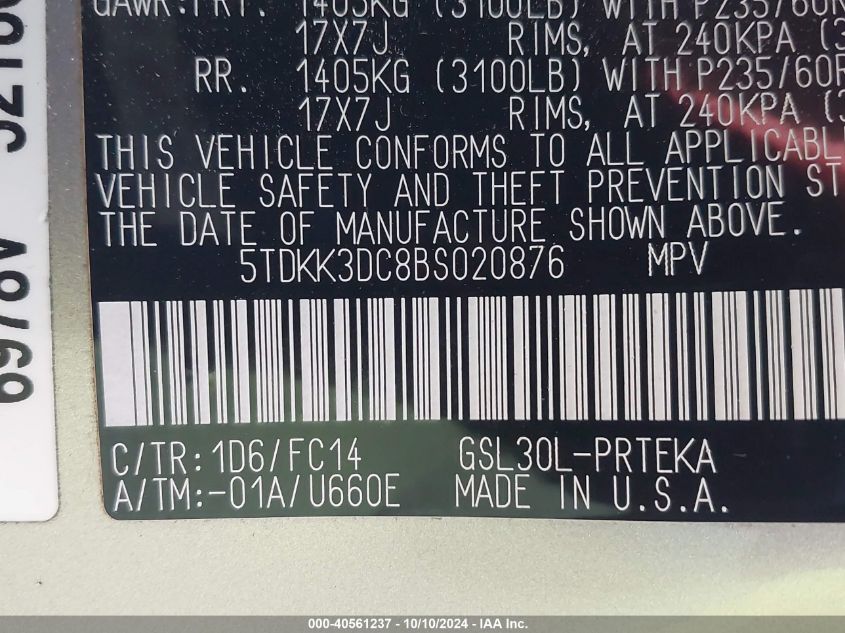 GAWR:FRT. 1405KG (3100LB) WITH P235/60R
17X7J RIMS, AT 240KPA (3
RR. 1405KG (3100LB) WITH P235/60R
17X7J RIMS, AT 240KPA (3
THIS VEHICLE CONFORMS TO ALL APPLICABLE
VEHICLE SAFETY AND THEFT PREVENTION ST
THE DATE OF MANUFACTURE SHOWN ABOVE.
5TDKK3DC8BS020876 MPV
C/TR:1D6/FC14 GSL30L-PRTEKA
A/TM:-01A/U660E MADE IN U.S.A.
6978V
000-40561237 - 10/10/2024 - IAA Inc.